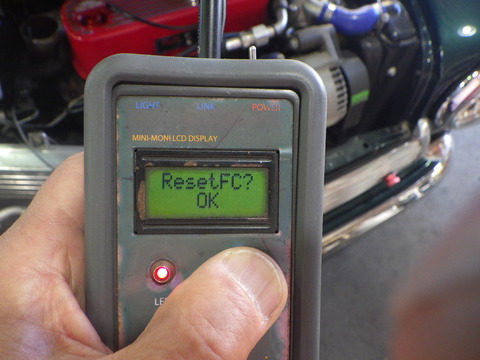 LIGHT LINK POWER
MINI-MONI LCD DISPLAY
ResetFC?
OK